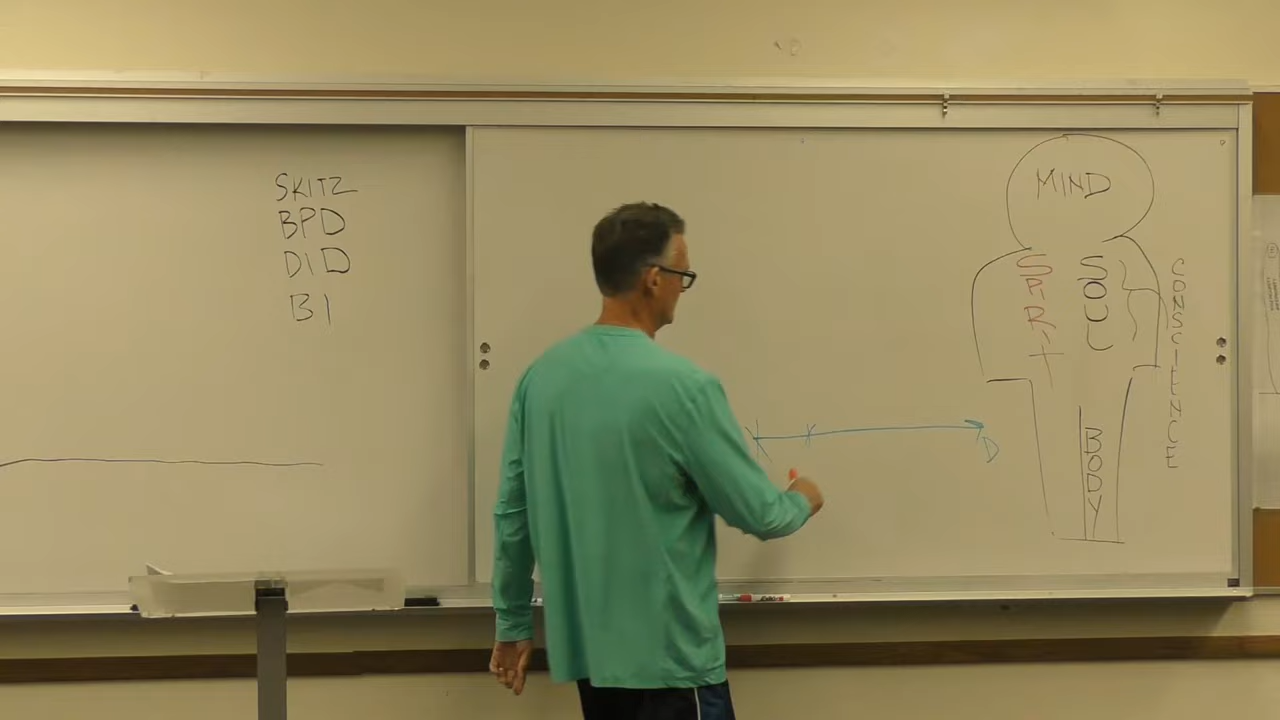 SKITZ
BPD
DID
BI
MIND
SPIRIT
SOUL
CONSCIENCE
BODY
D